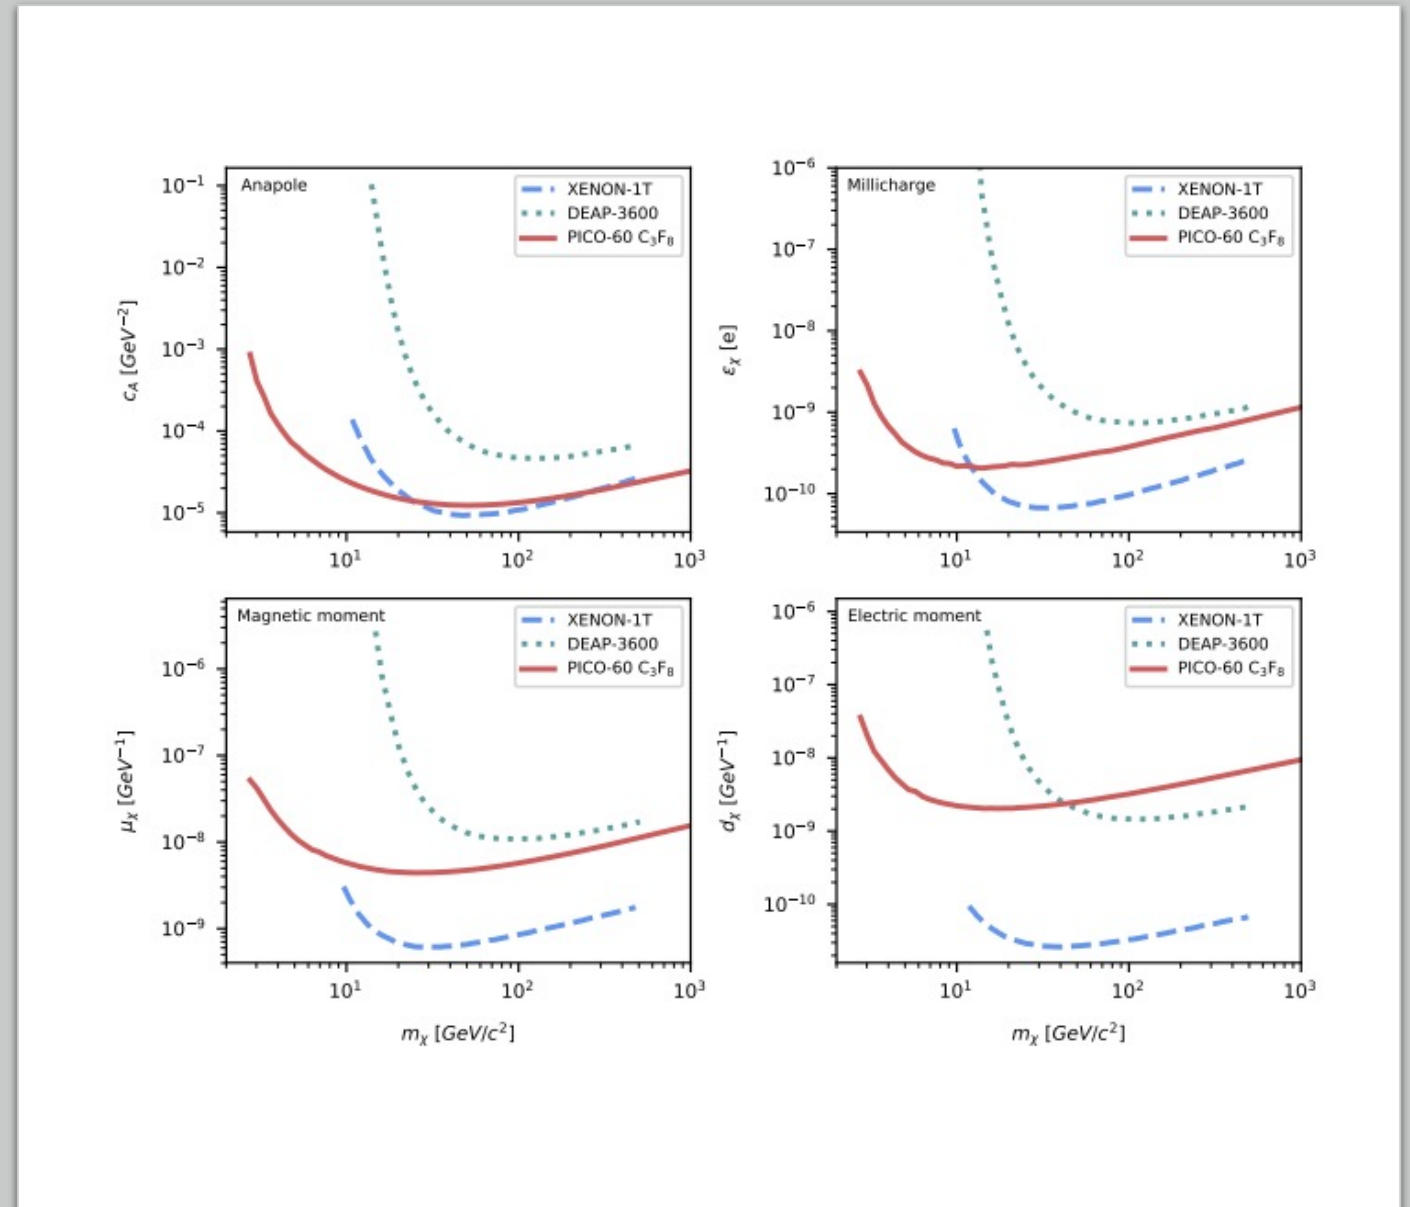 Anapole
XENON-1T
DEAP-3600
PICO-60 C₃F₈
10⁻¹
10⁻²
10⁻³
10⁻⁴
10⁻⁵
c_A [GeV⁻²]
10¹ 10² 10³
Millicharge
XENON-1T
DEAP-3600
PICO-60 C₃F₈
10⁻⁶
10⁻⁷
10⁻⁸
10⁻⁹
10⁻¹⁰
ε_χ [e]
10¹ 10² 10³
Magnetic moment
XENON-1T
DEAP-3600
PICO-60 C₃F₈
10⁻⁶
10⁻⁷
10⁻⁸
10⁻⁹
μ_χ [GeV⁻¹]
10¹ 10² 10³
m_χ [GeV/c²]
Electric moment
XENON-1T
DEAP-3600
PICO-60 C₃F₈
10⁻⁶
10⁻⁷
10⁻⁸
10⁻⁹
10⁻¹⁰
d_χ [GeV⁻¹]
10¹ 10² 10³
m_χ [GeV/c²]